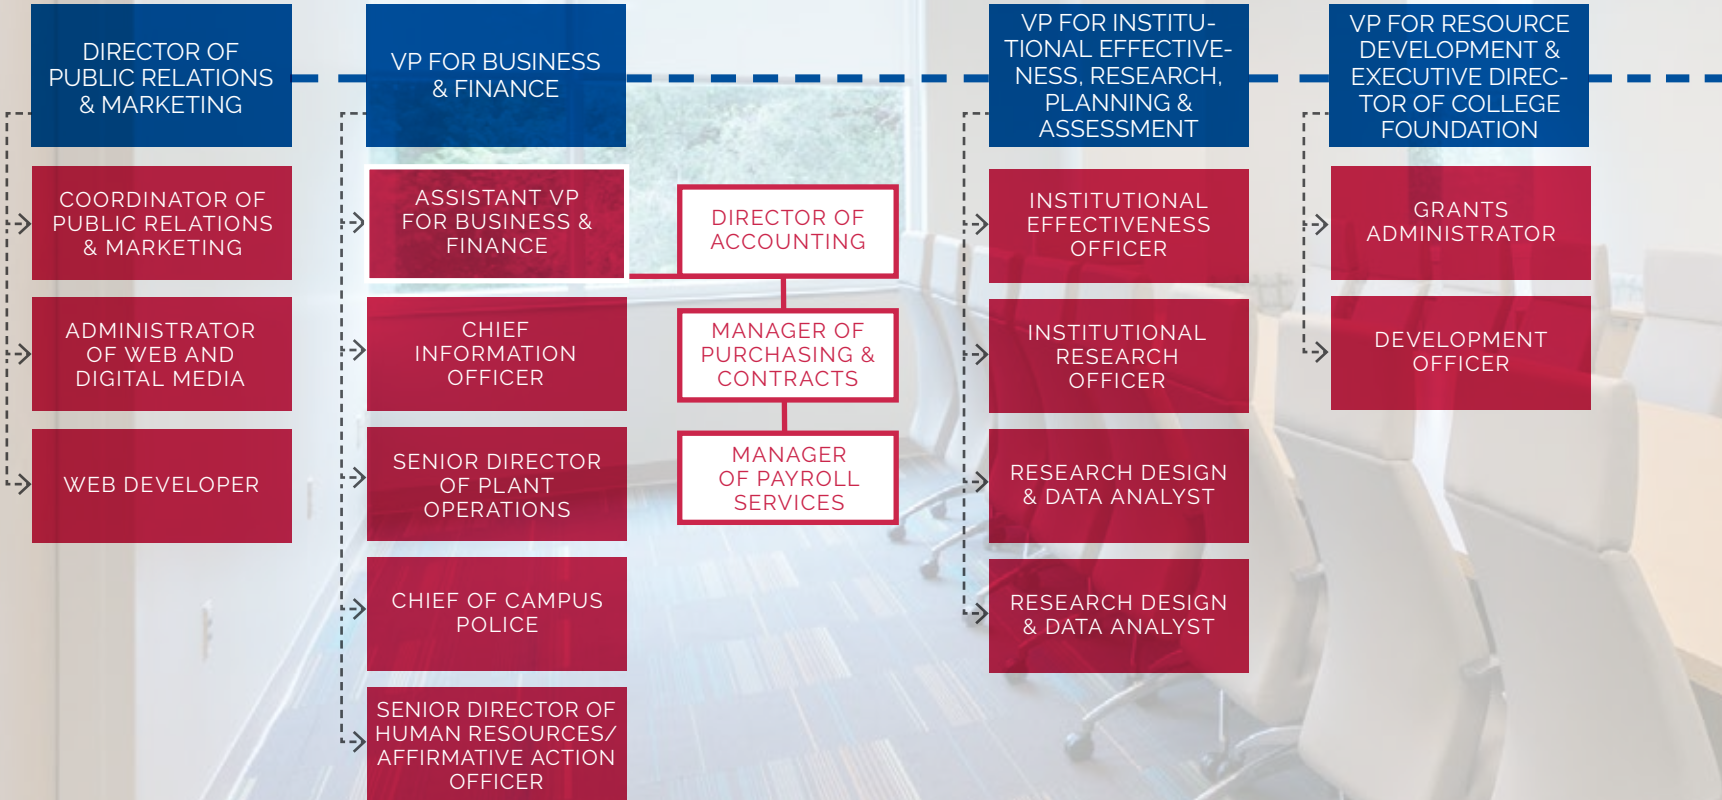 DIRECTOR OF
PUBLIC RELATIONS
& MARKETING
COORDINATOR OF
PUBLIC RELATIONS
& MARKETING
ADMINISTRATOR
OF WEB AND
DIGITAL MEDIA
WEB DEVELOPER
VP FOR BUSINESS
& FINANCE
ASSISTANT VP
FOR BUSINESS &
FINANCE
DIRECTOR OF
ACCOUNTING
MANAGER OF
PURCHASING &
CONTRACTS
MANAGER
OF PAYROLL
SERVICES
CHIEF
INFORMATION
OFFICER
SENIOR DIRECTOR
OF PLANT
OPERATIONS
CHIEF OF CAMPUS
POLICE
SENIOR DIRECTOR OF
HUMAN RESOURCES/
AFFIRMATIVE ACTION
OFFICER
VP FOR INSTITU-
TIONAL EFFECTIVE-
NESS, RESEARCH,
PLANNING &
ASSESSMENT
INSTITUTIONAL
EFFECTIVENESS
OFFICER
INSTITUTIONAL
RESEARCH
OFFICER
RESEARCH DESIGN
& DATA ANALYST
RESEARCH DESIGN
& DATA ANALYST
VP FOR RESOURCE
DEVELOPMENT &
EXECUTIVE DIREC-
TOR OF COLLEGE
FOUNDATION
GRANTS
ADMINISTRATOR
DEVELOPMENT
OFFICER